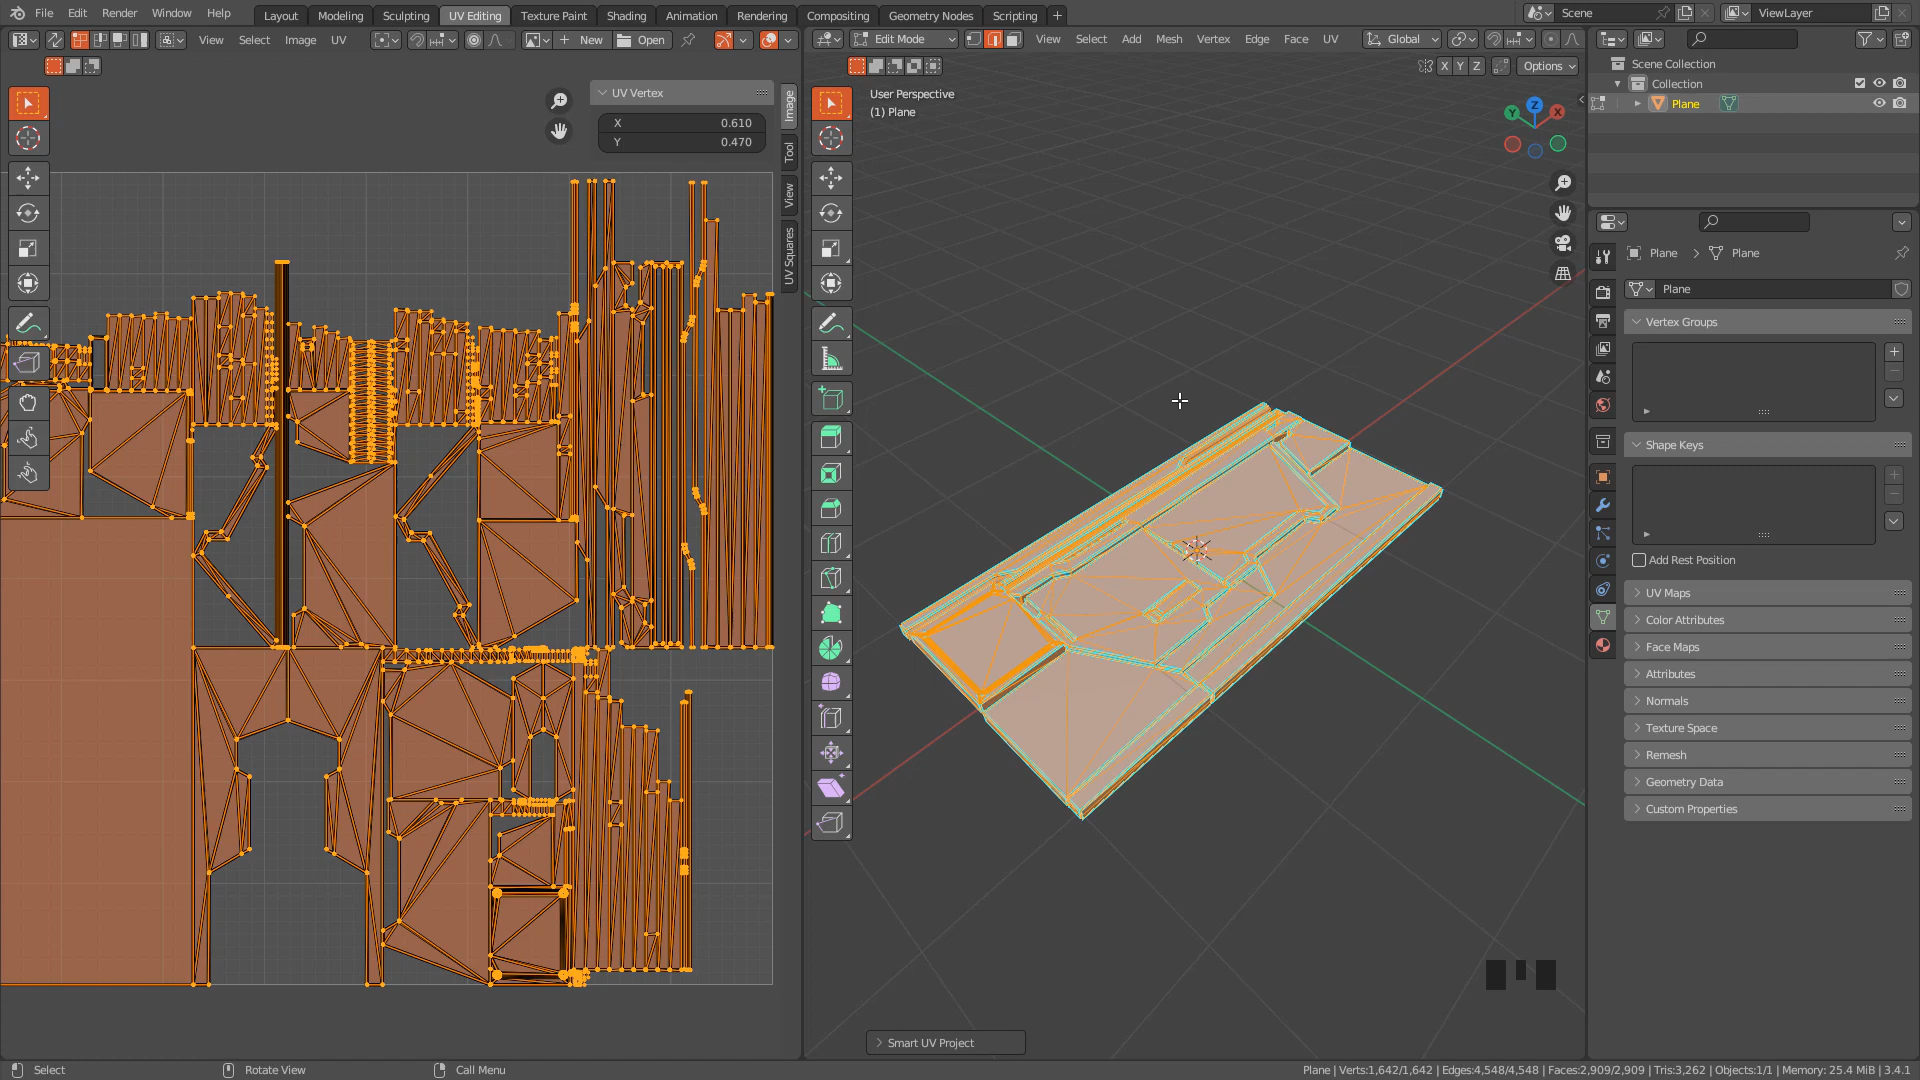 File Edit Render Window Help Layout Modeling Sculpting UV Editing Texture Paint Shading Animation Rendering Compositing Geometry Nodes Scripting + Scene ViewLayer
View Select Image UV New Open Edit Mode View Select Add Mesh Vertex Edge Face UV Global
X Y Z Options
Scene Collection
Collection
Plane
UV Vertex
X 0.610
Y 0.470
Image
Tool
View
UV Squares
User Perspective
(1) Plane
Z
Y
X
Plane > Plane
Plane
Vertex Groups
Shape Keys
Add Rest Position
UV Maps
Color Attributes
Face Maps
Attributes
Normals
Texture Space
Remesh
Geometry Data
Custom Properties
Smart UV Project
Select Rotate View Call Menu Plane | Verts:1,642/1,642 | Edges:4,548/4,548 | Faces:2,909/2,909 | Tris:3,262 | Objects:1/1 | Memory: 25.4 MiB | 3.4.1